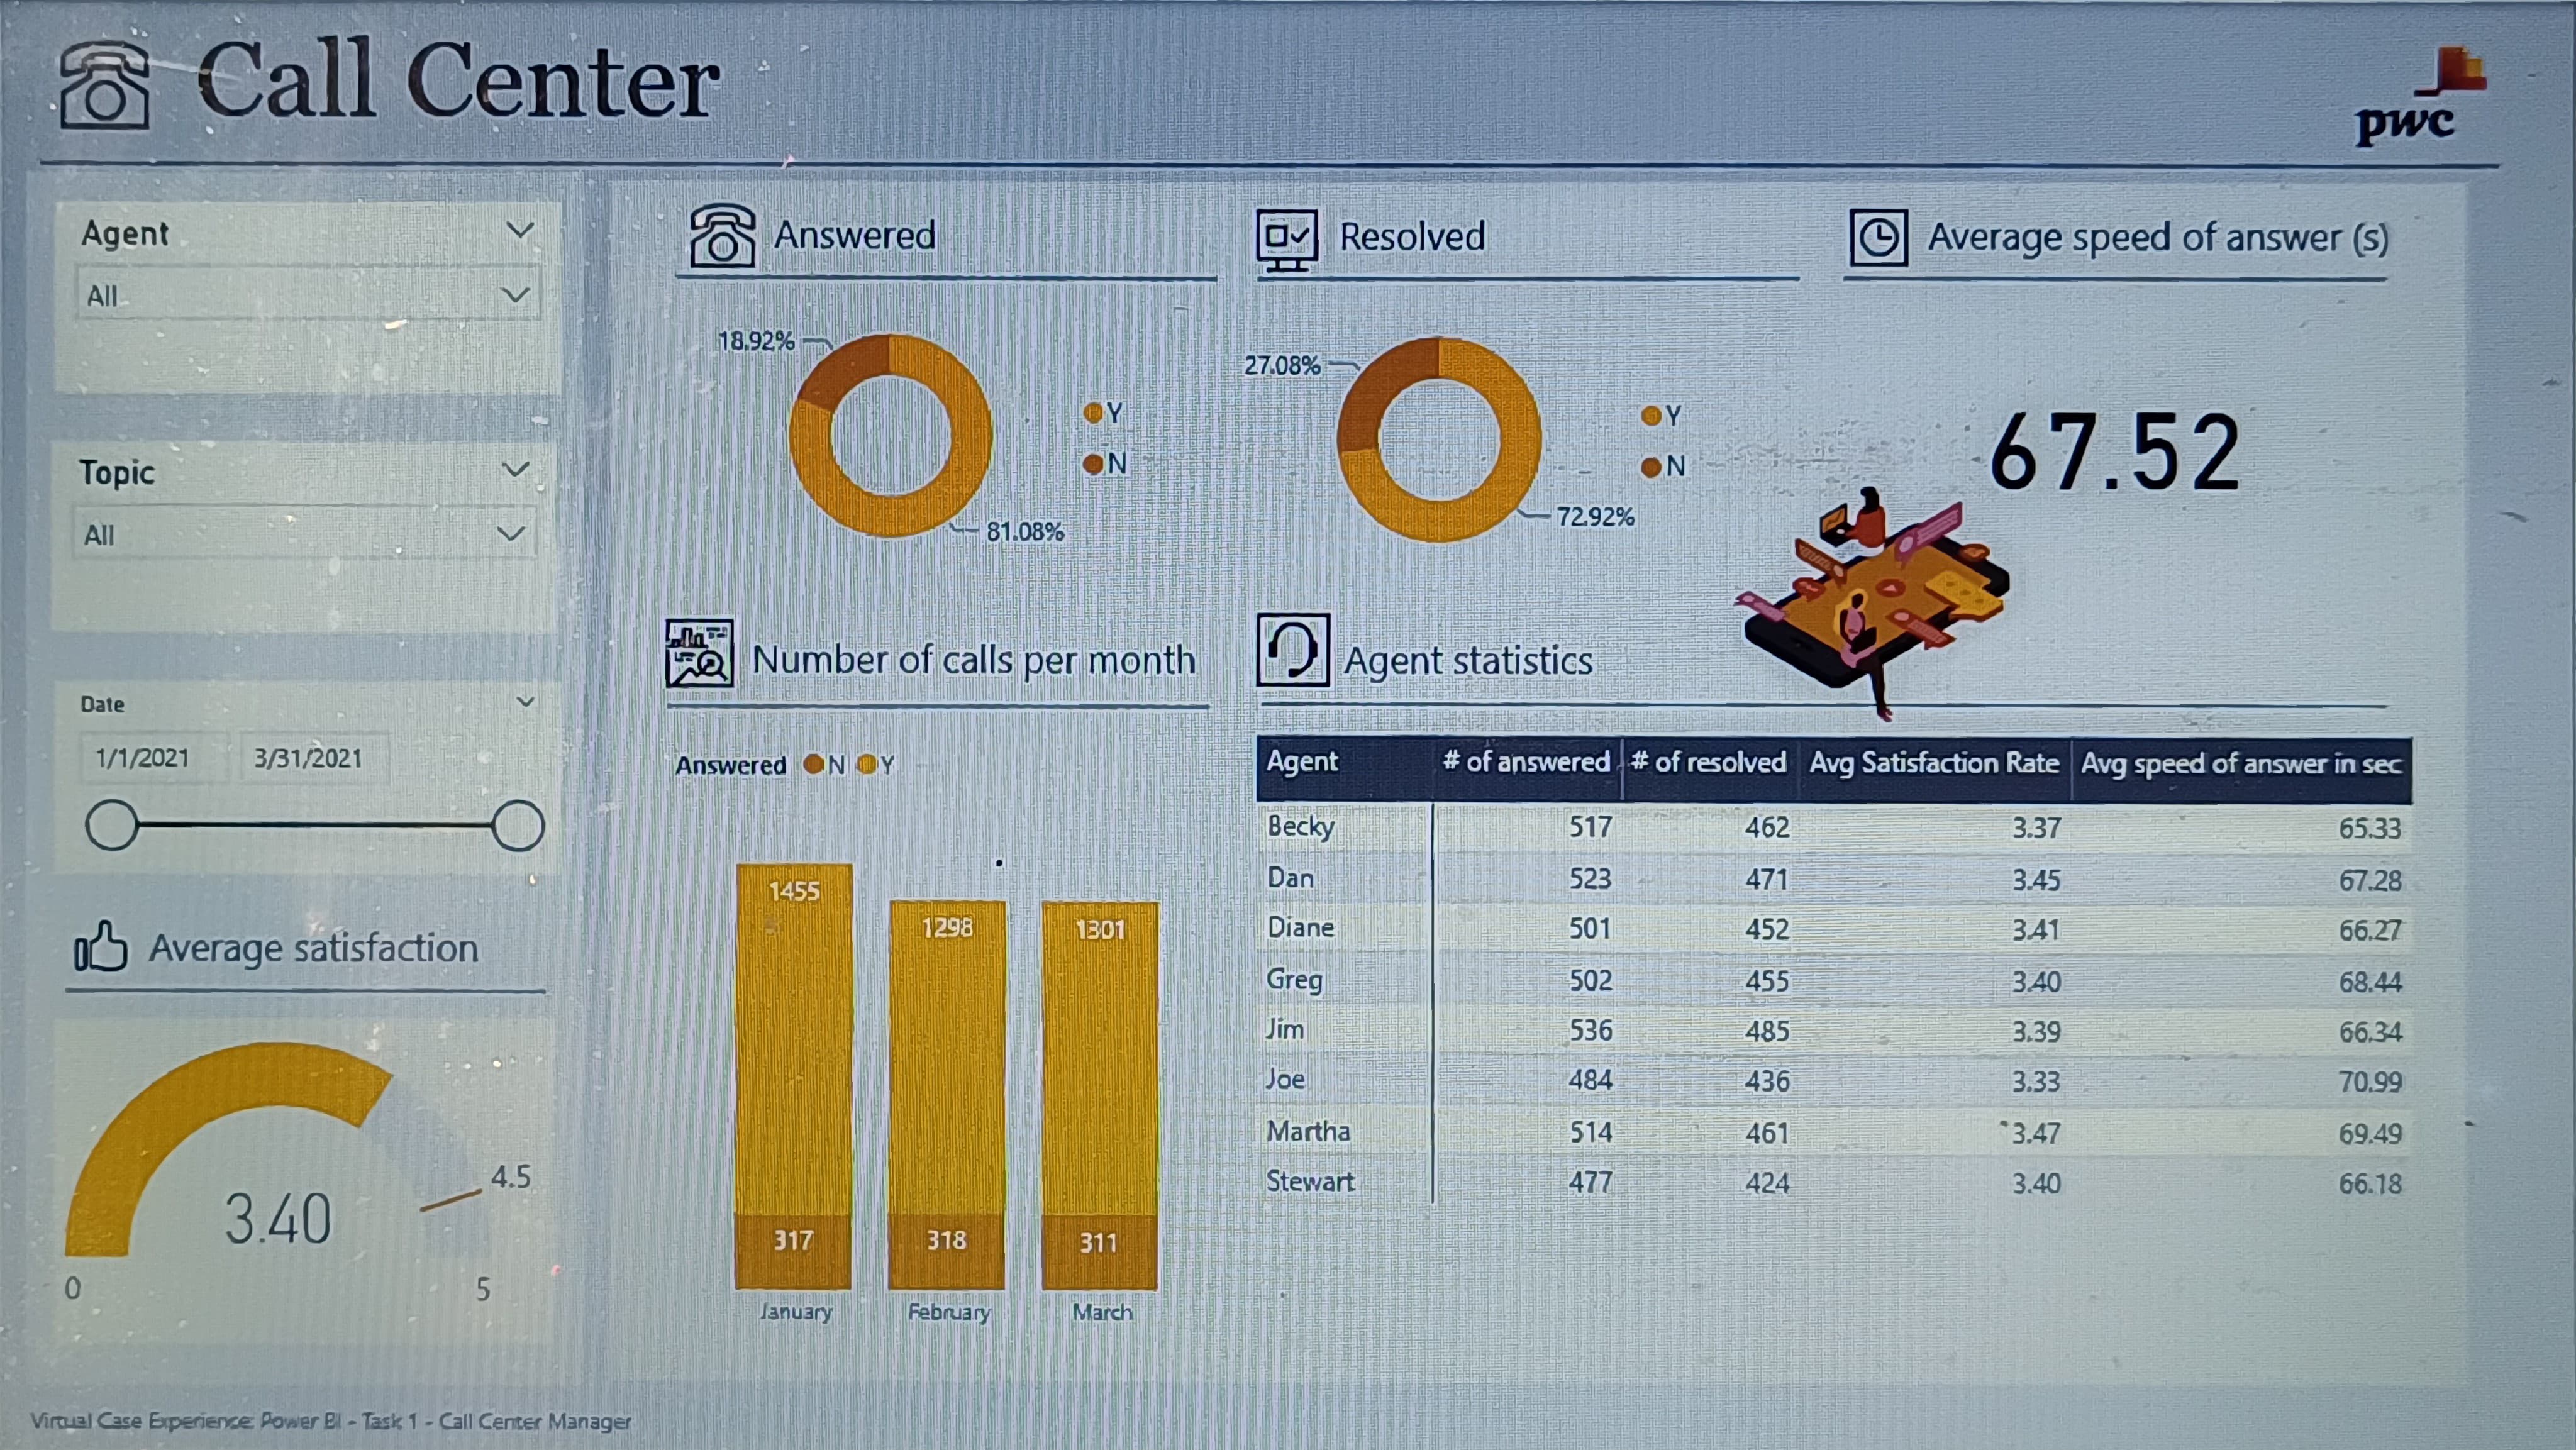 Call Center
pwc
Agent
All
Topic
All
Date
1/1/2021 3/31/2021
Average satisfaction
3.40
4.5
0 5
Answered
18.92%
Y
N
81.08%
Resolved
27.08%
Y
N
72.92%
Average speed of answer (s)
67.52
Number of calls per month
Answered N Y
1455 1298 1301
317 318 311
January February March
Agent statistics
Agent # of answered # of resolved Avg Satisfaction Rate Avg speed of answer in sec
Becky 517 462 3.37 65.33
Dan 523 471 3.45 67.28
Diane 501 452 3.41 66.27
Greg 502 455 3.40 68.44
Jim 536 485 3.39 66.34
Joe 484 436 3.33 70.99
Martha 514 461 3.47 69.49
Stewart 477 424 3.40 66.18
Virtual Case Experience: Power BI - Task 1 - Call Center Manager